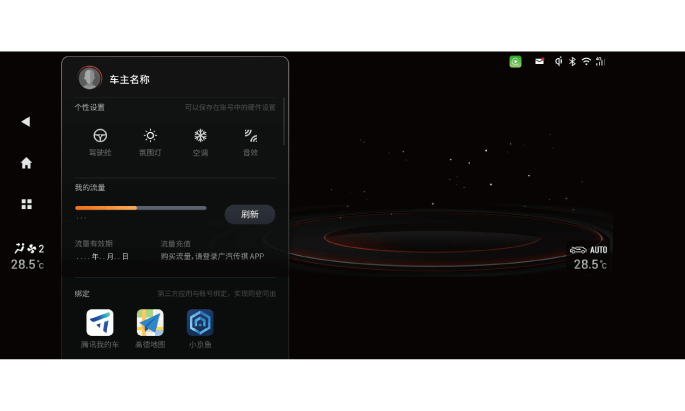 车主名称
个性设置 可以保存在账号中的硬件设置
驾驶舱 氛围灯 空调 音效
我的流量
...
刷新
流量有效期 流量充值
....年..月..日 购买流量,请登录广汽传祺 APP
绑定 第三方应用与账号绑定,实现同登同出
腾讯我的车 高德地图 小京鱼
2
28.5°C
AUTO
28.5°C